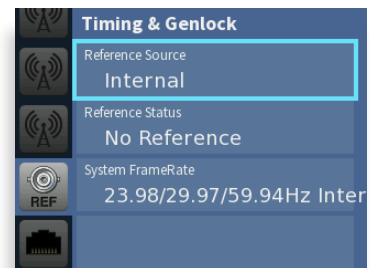 Timing & Genlock
Reference Source
Internal
Reference Status
No Reference
System FrameRate
23.98/29.97/59.94Hz Inter
REF